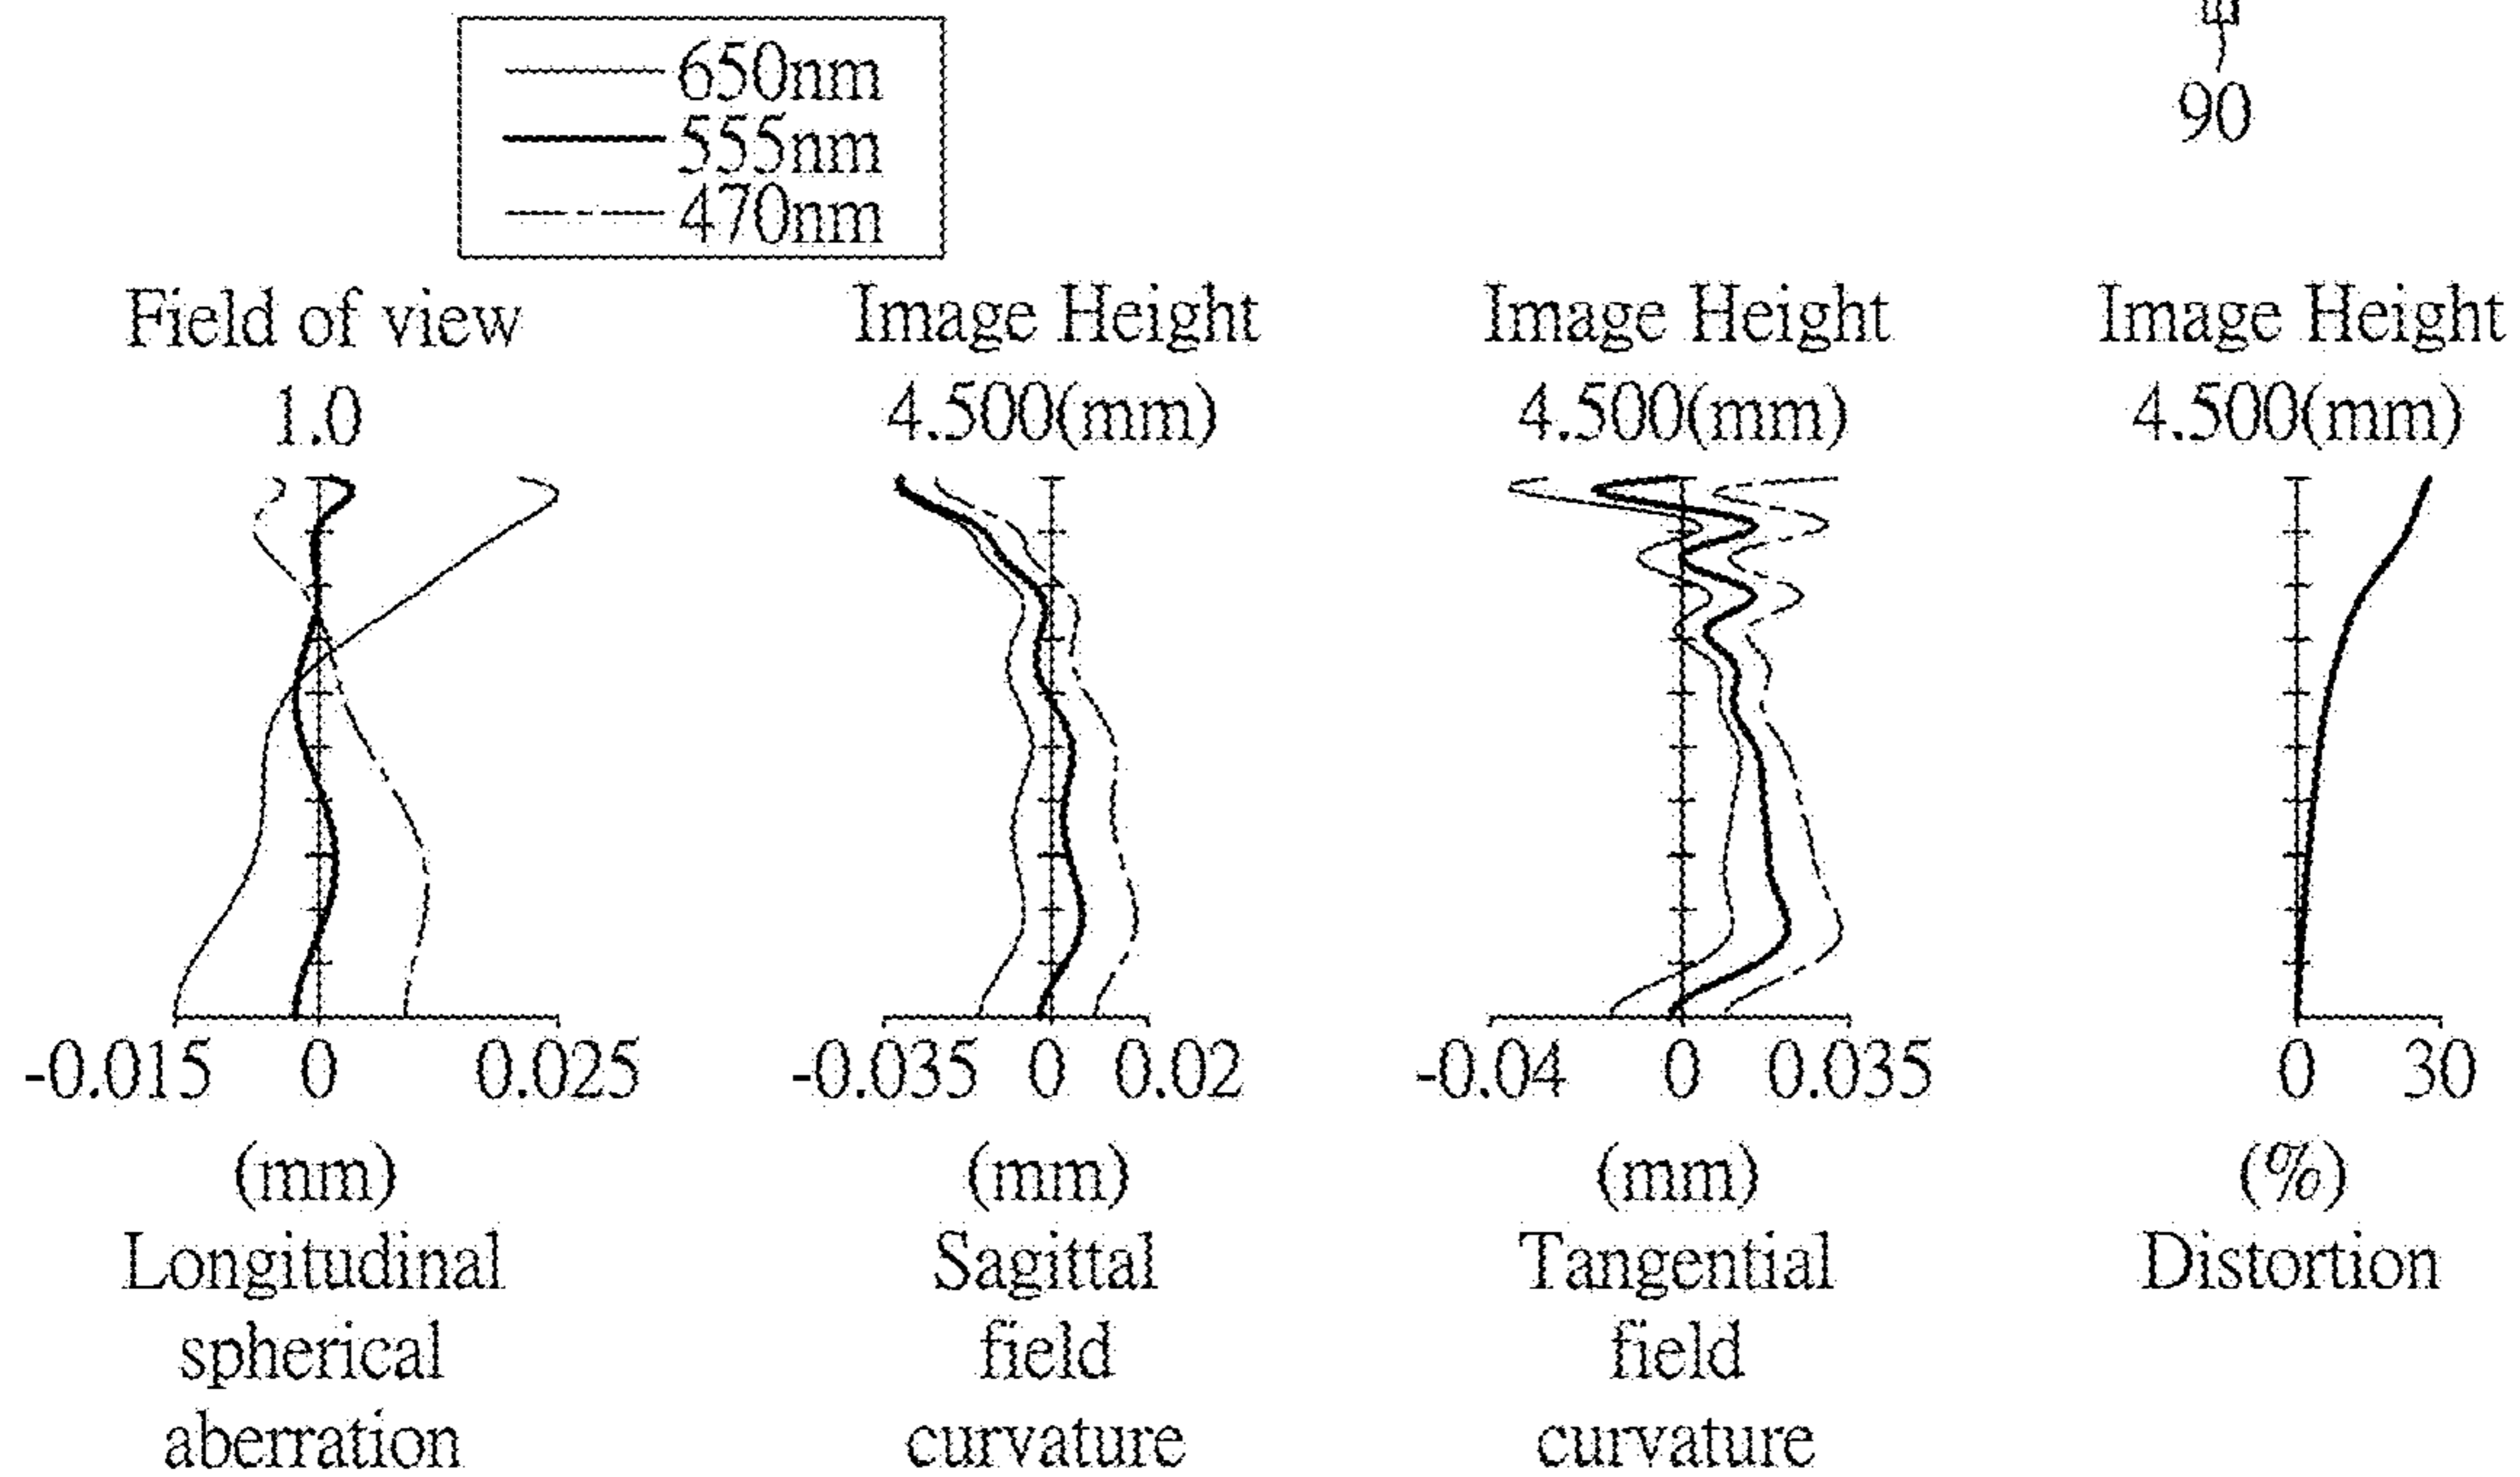 650nm
555nm
470nm
90
Field of view
1.0
Image Height
4.500(mm)
Image Height
4.500(mm)
Image Height
4.500(mm)
-0.015 0 0.025
(mm)
Longitudinal
spherical
aberration
-0.035 0 0.02
(mm)
Sagittal
field
curvature
-0.04 0 0.035
(mm)
Tangential
field
curvature
0 30
(%)
Distortion